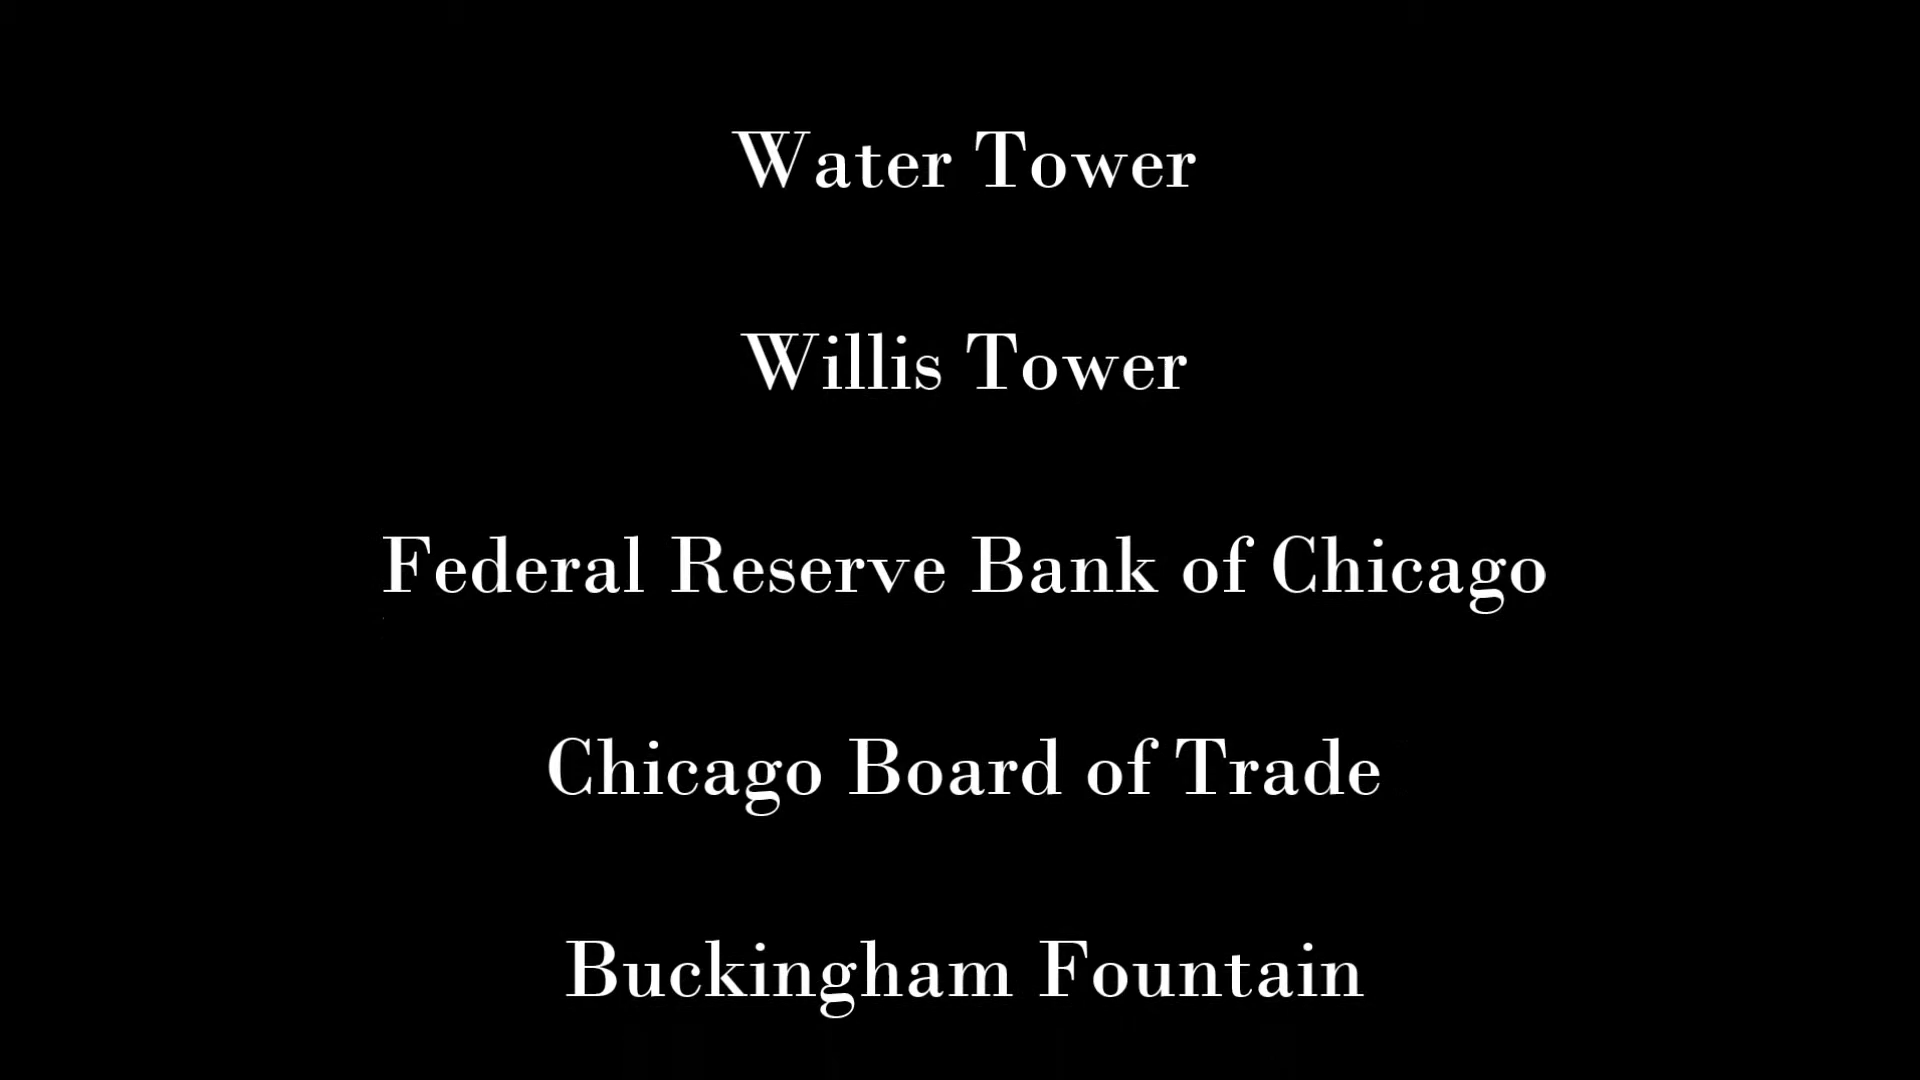 Water Tower
Willis Tower
Federal Reserve Bank of Chicago
Chicago Board of Trade
Buckingham Fountain